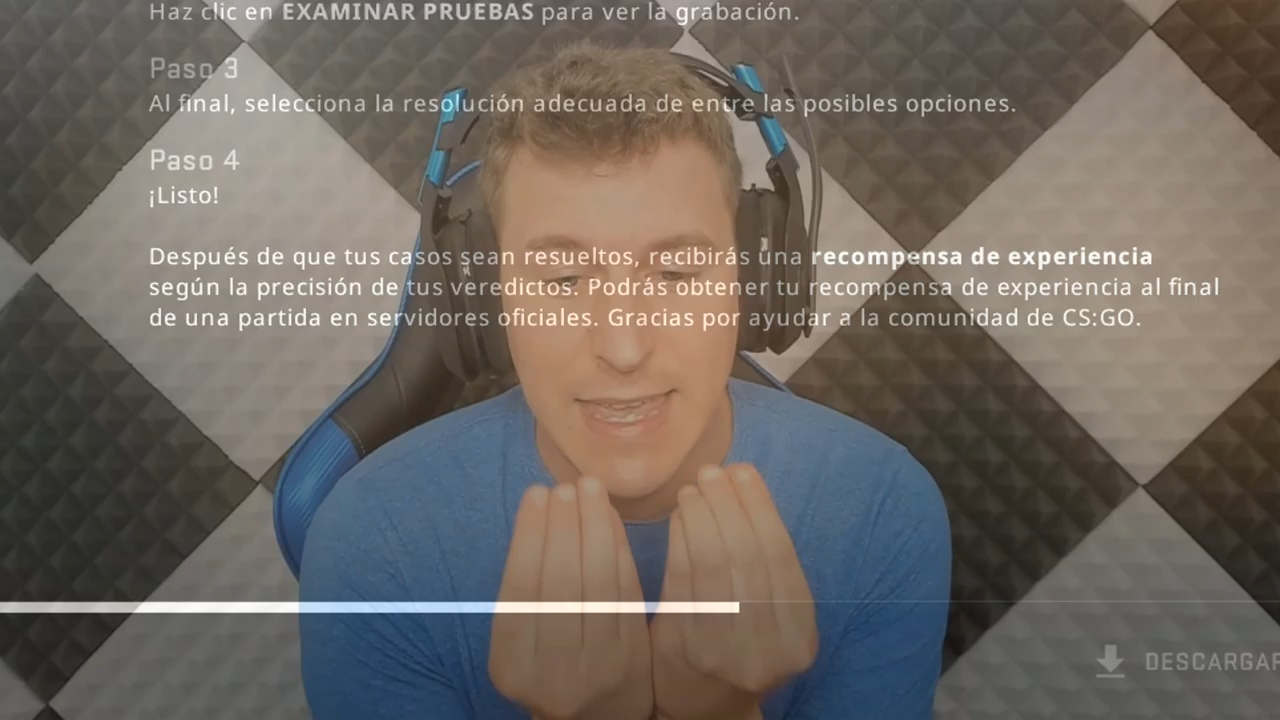 Haz clic en EXAMINAR PRUEBAS para ver la grabación.
Paso 3
Al final, selecciona la resolución adecuada de entre las posibles opciones.
Paso 4
¡Listo!
Después de que tus casos sean resueltos, recibirás una recompensa de experiencia
según la precisión de tus veredictos. Podrás obtener tu recompensa de experiencia al final
de una partida en servidores oficiales. Gracias por ayudar a la comunidad de CS:GO.
DESCARGAR